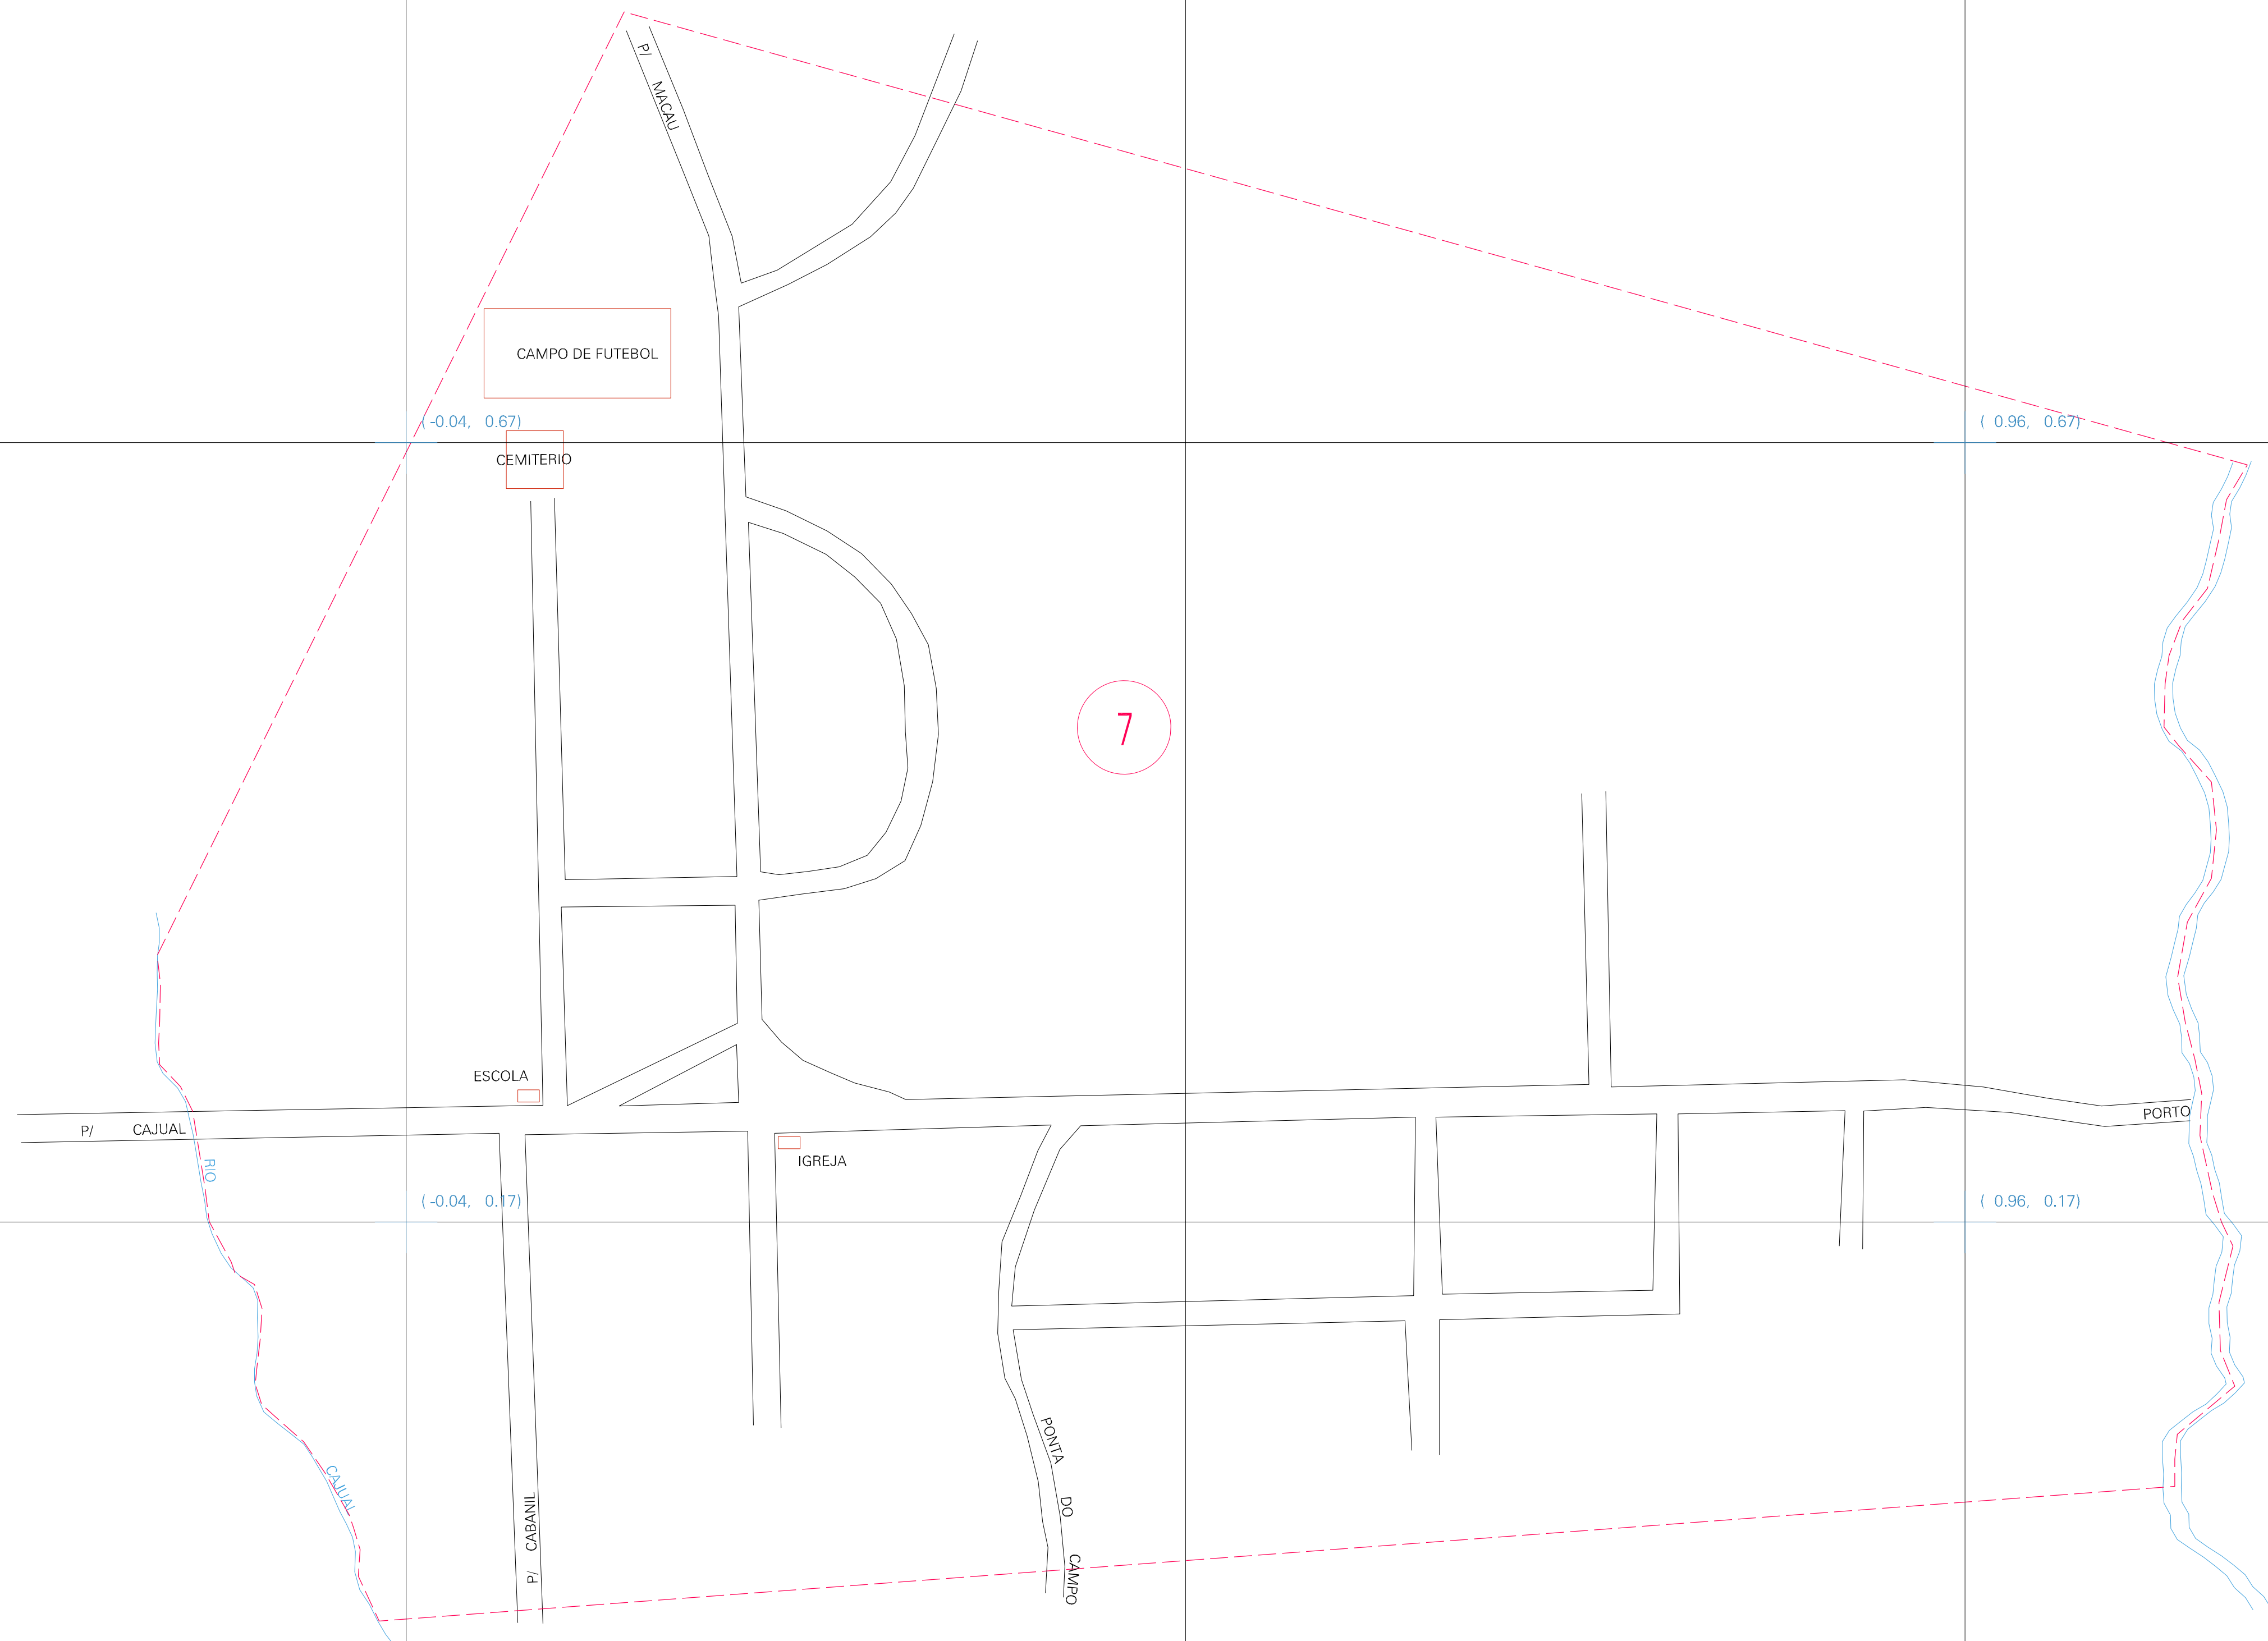 P/ MACAU
CAMPO DE FUTEBOL
( -0.04, 0.67)
( 0.96, 0.67)
CEMITERIO
7
ESCOLA
P/ CAJUAL
PORTO
IGREJA
RIO CAJUAL
( -0.04, 0.17)
( 0.96, 0.17)
P/ CABANIL
PONTA DO CAMPO